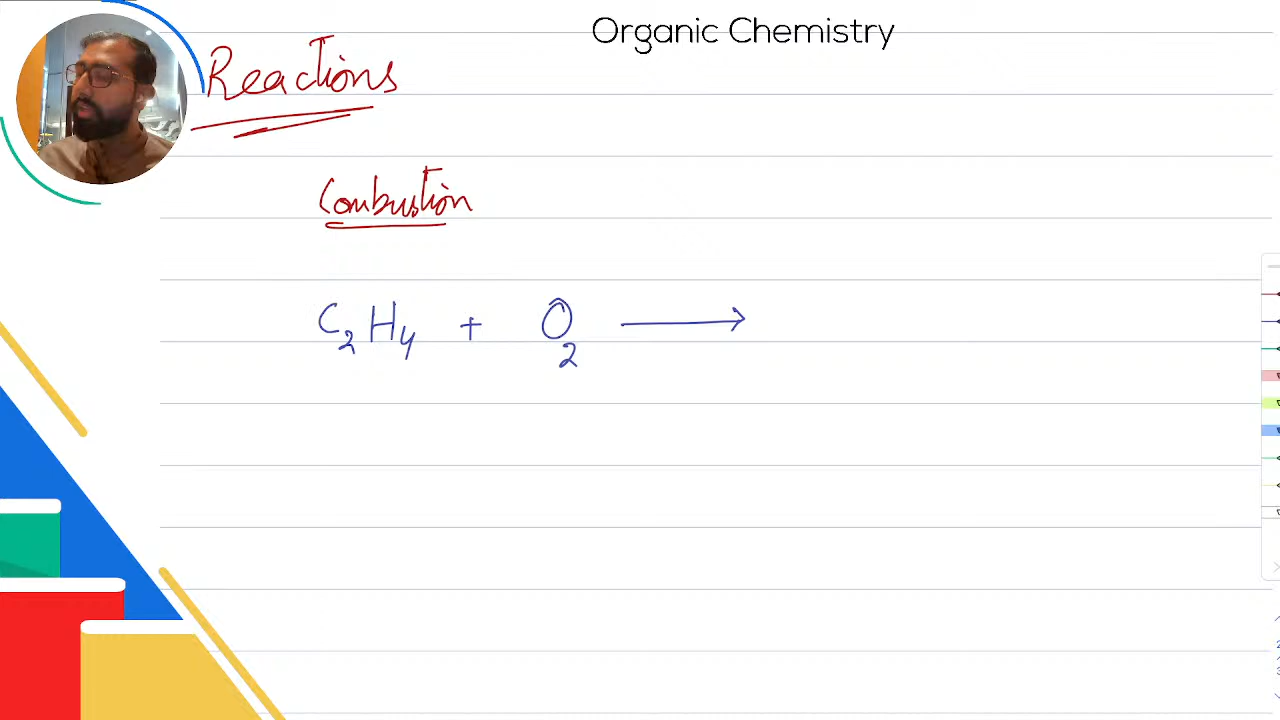 Organic Chemistry
Reactions
Combustion
C₂H₄ + O₂ ⟶